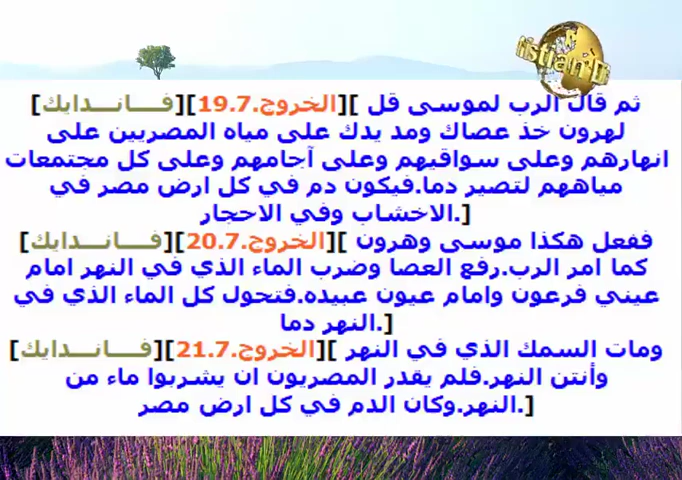 [فـــانـــدايك][الخروج.19.7][ ثم قال الرب لموسى قل
لهرون خذ عصاك ومد يدك على مياه المصريين على
انهارهم وعلى سواقيهم وعلى آجامهم وعلى كل مجتمعات
مياههم لتصير دما.فيكون دم في كل ارض مصر في
الاخشاب وفي الاحجار.]
[فـــانـــدايك][الخروج.20.7][ ففعل هكذا موسى وهرون
كما امر الرب.رفع العصا وضرب الماء الذي في النهر امام
عيني فرعون وامام عيون عبيده.فتحول كل الماء الذي في
النهر دما.]
[فـــانـــدايك][الخروج.21.7][ ومات السمك الذي في النهر
وأنتن النهر.فلم يقدر المصريون ان يشربوا ماء من
النهر.وكان الدم في كل ارض مصر.]